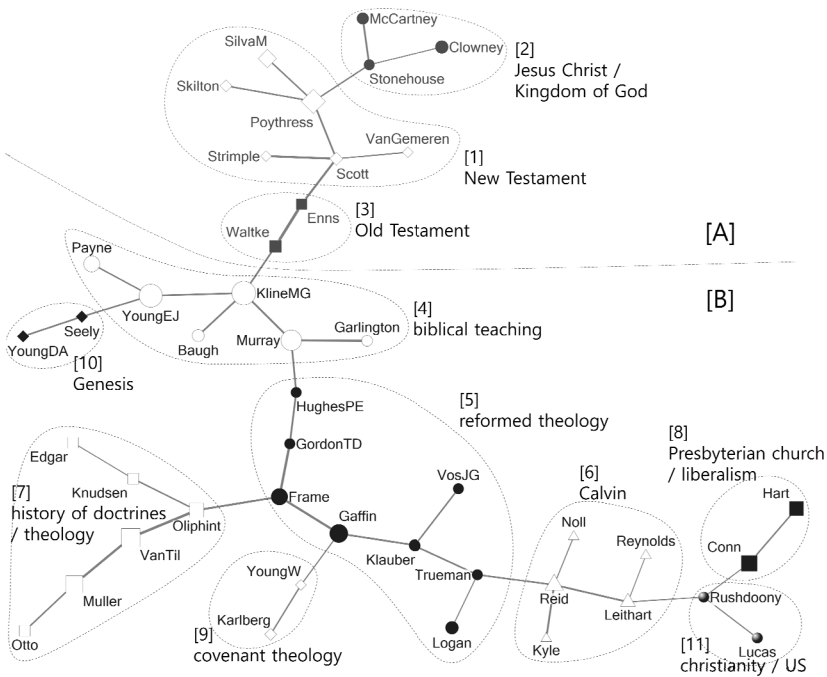 McCartney
SilvaM
Clowney
[2]
Jesus Christ /
Kingdom of God
Stonehouse
Skilton
Poythress
VanGemeren
Strimple
Scott
[1]
New Testament
Enns
[3]
Old Testament
Waltke
[A]
Payne
[B]
KlineMG
YoungEJ
[4]
biblical teaching
Garlington
Seely
Baugh
Murray
YoungDA
[10]
Genesis
HughesPE
[5]
reformed theology
GordonTD
[8]
Presbyterian church
/ liberalism
Edgar
VosJG
[6]
Calvin
Knudsen
[7]
history of doctrines
/ theology
Frame
Hart
Oliphint
Gaffin
Noll
Reynolds
VanTil
Klauber
Conn
YoungW
Trueman
Muller
Reid
Leithart
Rushdoony
Karlberg
Otto
[9]
covenant theology
Logan
Kyle
[11]
christianity / US
Lucas